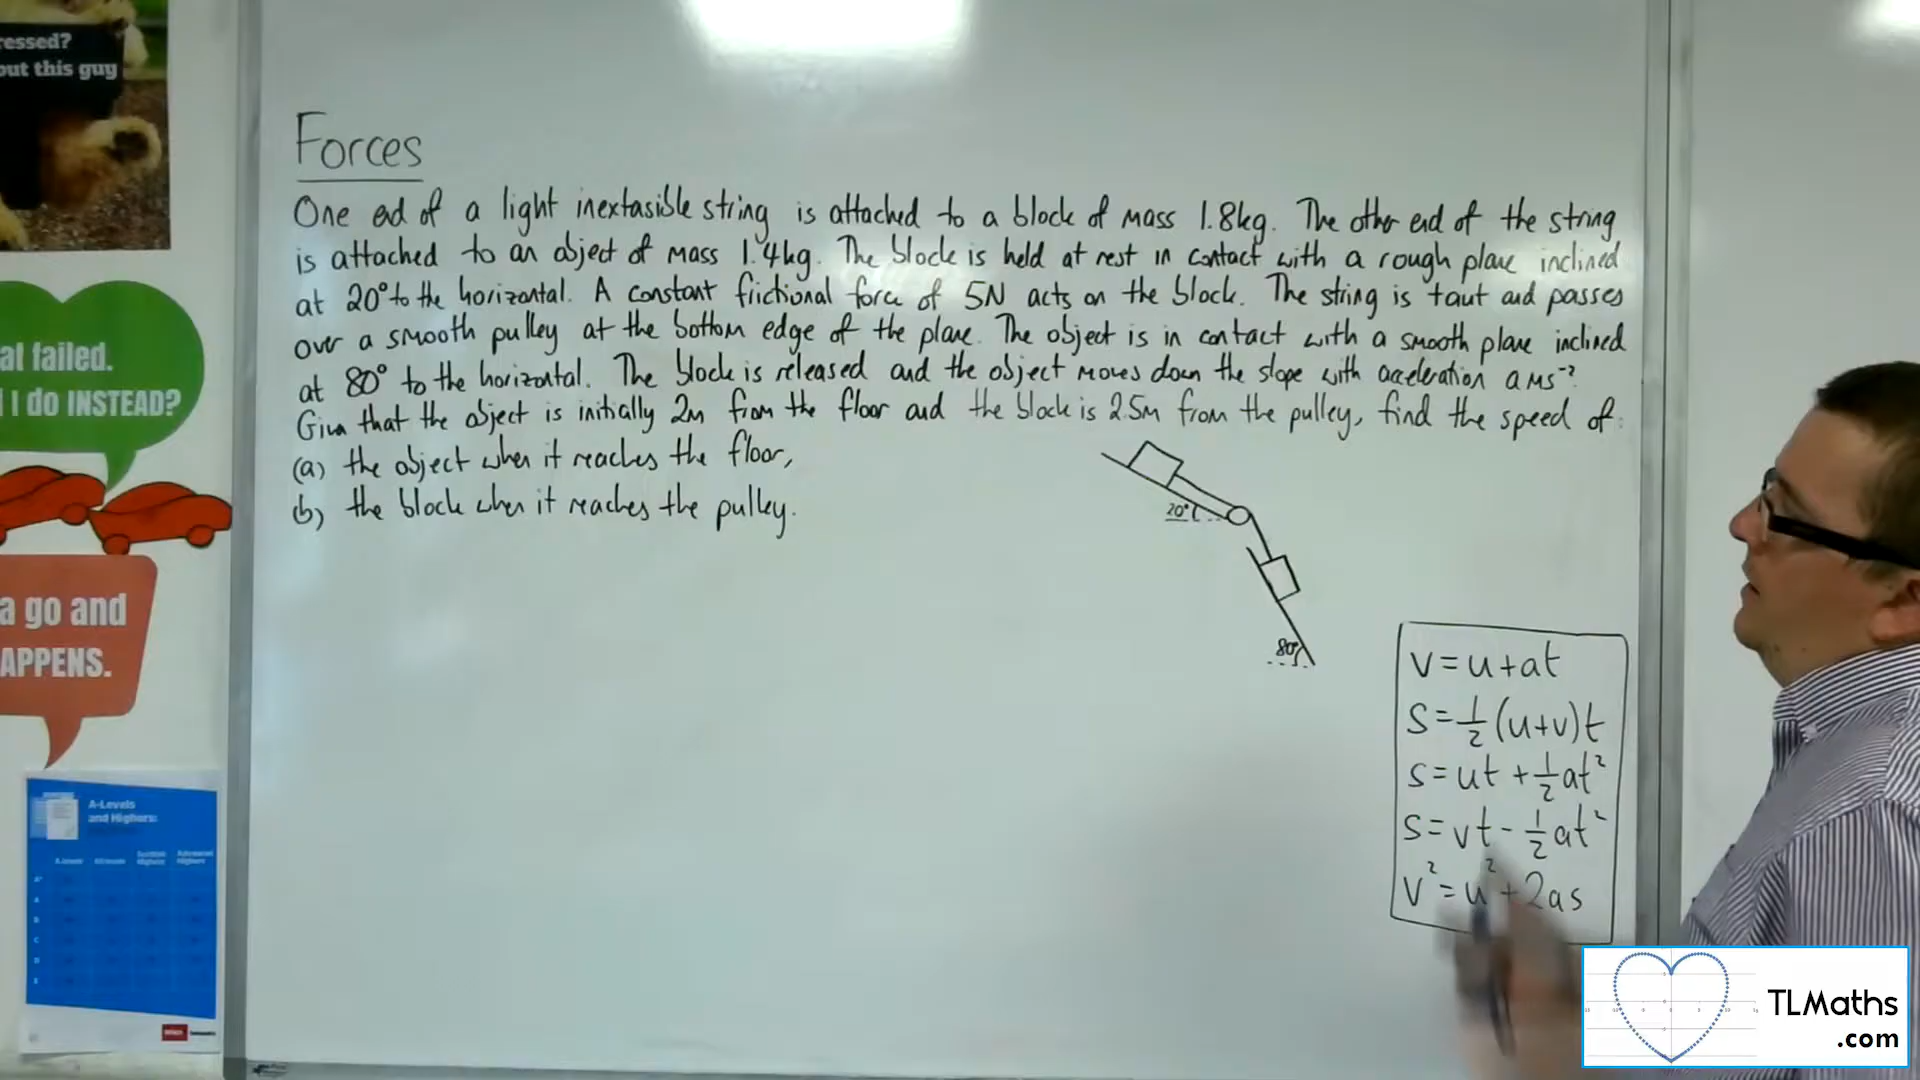 ressed?
out this guy
Forces
One end of a light inextasible string is attached to a block of mass 1.8kg. The other end of the string
is attached to an object of mass 1.4kg. The block is held at rest in contact with a rough plane inclined
at 20° to the horizontal. A constant frictional force of 5N acts on the block. The string is taut and passes
over a smooth pulley at the bottom edge of the plane. The object is in contact with a smooth plane inclined
at 80° to the horizontal. The block is released and the object moves down the slope with acceleration a ms⁻².
Given that the object is initially 2m from the floor and the block is 2.5m from the pulley, find the speed of:
(a) the object when it reaches the floor,
(b) the block when it reaches the pulley.
20°
80°
v=u+at
s=½(u+v)t
s=ut+½at²
s=vt-½at²
v²=u²+2as
at failed.
I do INSTEAD?
a go and
APPENS.
A-Levels
and Highers:
TLMaths
.com